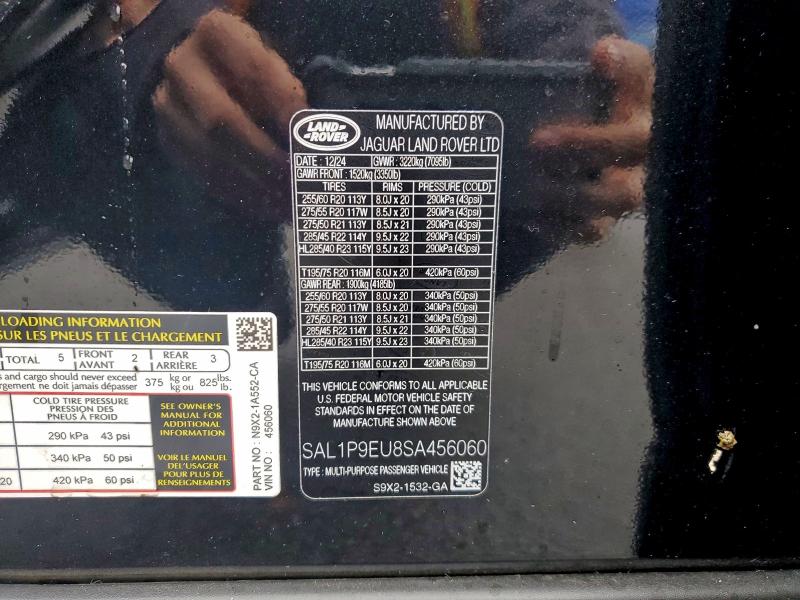 LAND ROVER
MANUFACTURED BY
JAGUAR LAND ROVER LTD
DATE : 12/24 GVWR : 3220kg (7095lb)
GAWR FRONT : 1520kg (3350lb)
TIRES RIMS PRESSURE (COLD)
255/60 R20 113Y 8.0J x 20 290kPa (43psi)
275/55 R20 117W 8.5J x 20 290kPa (43psi)
275/50 R21 113Y 8.5J x 21 290kPa (43psi)
285/45 R22 114Y 9.5J x 22 290kPa (43psi)
HL285/40 R23 115Y 9.5J x 23 290kPa (43psi)
T195/75 R20 116M 6.0J x 20 420kPa (60psi)
GAWR REAR : 1900kg (4185lb)
255/60 R20 113Y 8.0J x 20 340kPa (50psi)
275/55 R20 117W 8.5J x 20 340kPa (50psi)
275/50 R21 113Y 8.5J x 21 340kPa (50psi)
285/45 R22 114Y 9.5J x 22 340kPa (50psi)
HL285/40 R23 115Y 9.5J x 23 340kPa (50psi)
T195/75 R20 116M 6.0J x 20 420kPa (60psi)
THIS VEHICLE CONFORMS TO ALL APPLICABLE
U.S. FEDERAL MOTOR VEHICLE SAFETY
STANDARDS IN EFFECT ON THE DATE OF
MANUFACTURE SHOWN ABOVE
SAL1P9EU8SA456060
TYPE : MULTI-PURPOSE PASSENGER VEHICLE
S9X2-1532-GA
LOADING INFORMATION
SUR LES PNEUS ET LE CHARGEMENT
TOTAL 5 FRONT AVANT 2 REAR ARRIÈRE 3
s and cargo should never exceed 375 kg or 825 lbs.
rgement ne doit jamais dépasser kg ou lb.
COLD TIRE PRESSURE
PRESSION DES
PNEUS À FROID
290 kPa 43 psi
340 kPa 50 psi
20 420 kPa 60 psi
SEE OWNER'S
MANUAL FOR
ADDITIONAL
INFORMATION
VOIR LE MANUEL
DEL'USAGER
POUR PLUS DE
RENSEIGNEMENTS
PART NO : N9X2-1A552-CA
VIN NO : 456060